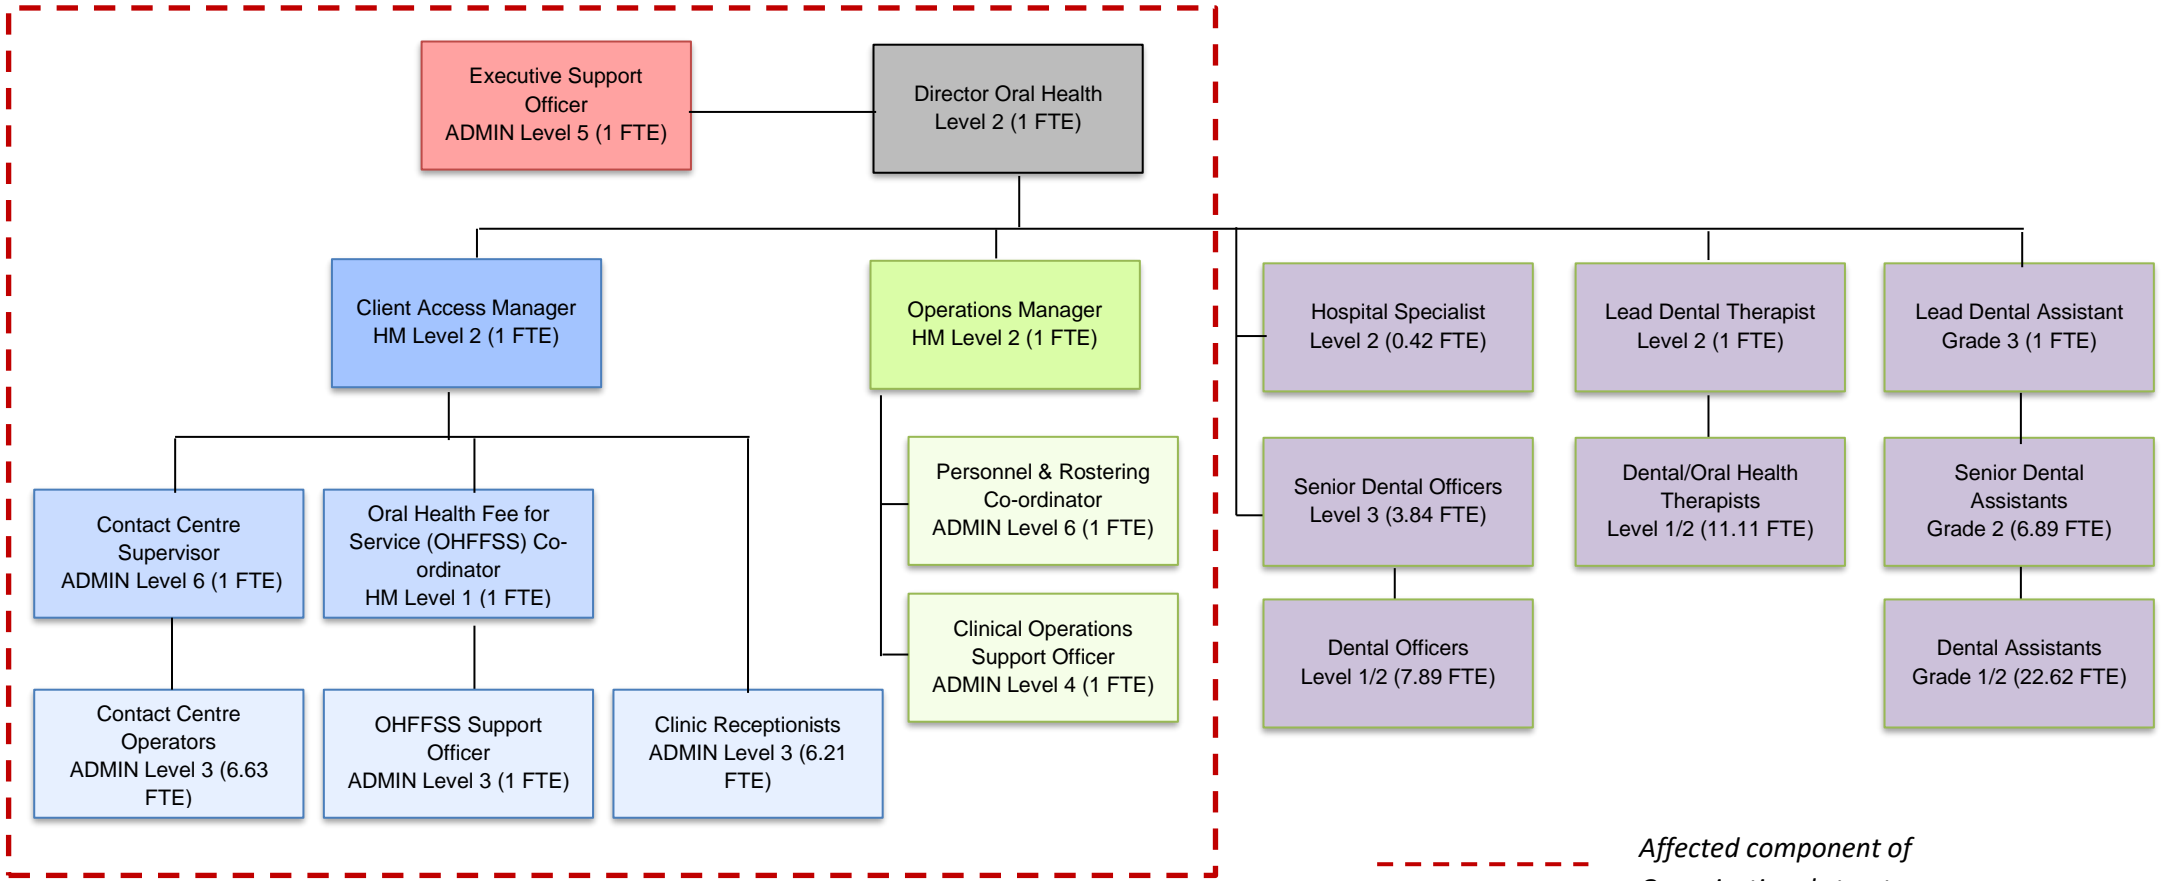 Executive Support
Officer
ADMIN Level 5 (1 FTE)
Director Oral Health
Level 2 (1 FTE)
Client Access Manager
HM Level 2 (1 FTE)
Operations Manager
HM Level 2 (1 FTE)
Hospital Specialist
Level 2 (0.42 FTE)
Lead Dental Therapist
Level 2 (1 FTE)
Lead Dental Assistant
Grade 3 (1 FTE)
Contact Centre
Supervisor
ADMIN Level 6 (1 FTE)
Oral Health Fee for
Service (OHFFSS) Co-
ordinator
HM Level 1 (1 FTE)
Personnel & Rostering
Co-ordinator
ADMIN Level 6 (1 FTE)
Senior Dental Officers
Level 3 (3.84 FTE)
Dental/Oral Health
Therapists
Level 1/2 (11.11 FTE)
Senior Dental
Assistants
Grade 2 (6.89 FTE)
Contact Centre
Operators
ADMIN Level 3 (6.63
FTE)
OHFFSS Support
Officer
ADMIN Level 3 (1 FTE)
Clinic Receptionists
ADMIN Level 3 (6.21
FTE)
Clinical Operations
Support Officer
ADMIN Level 4 (1 FTE)
Dental Officers
Level 1/2 (7.89 FTE)
Dental Assistants
Grade 1/2 (22.62 FTE)
Affected component of